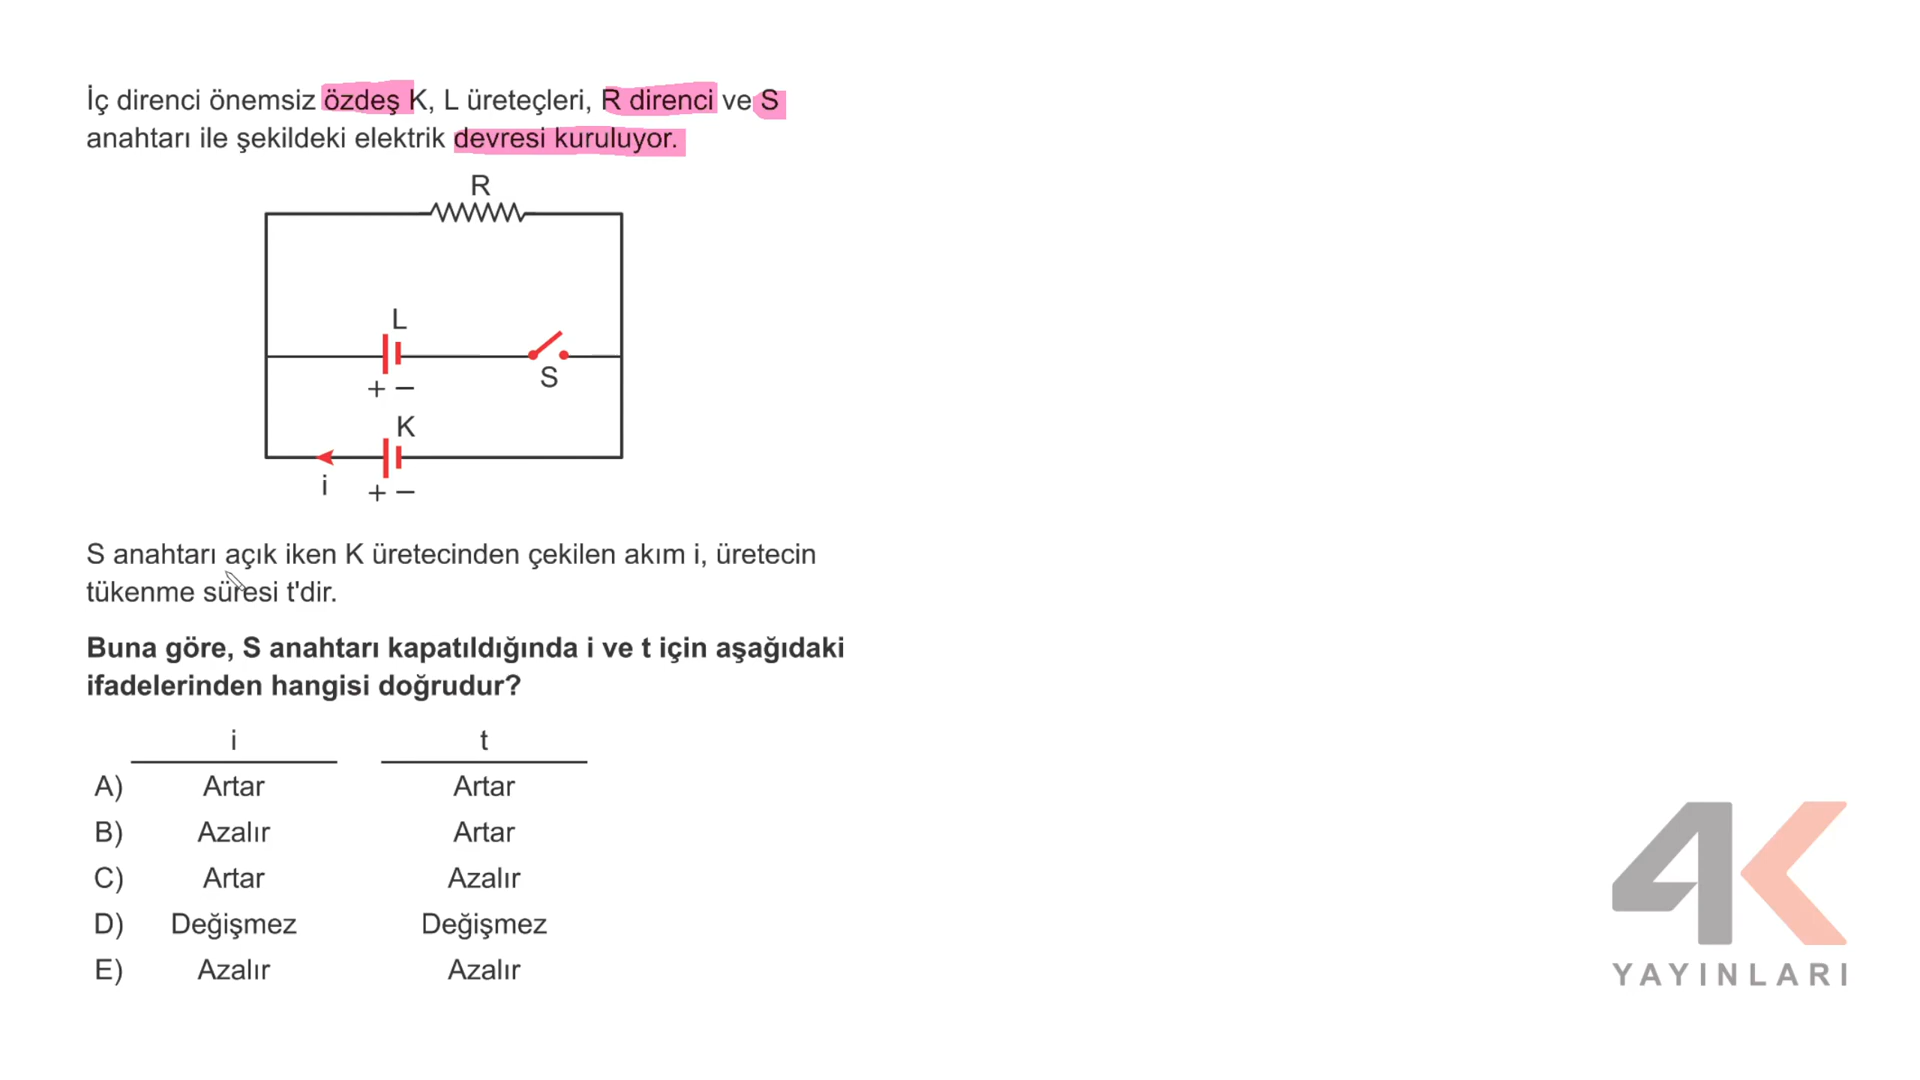 İç direnci önemsiz özdeş K, L üreteçleri, R direnci ve S
anahtarı ile şekildeki elektrik devresi kuruluyor.
R
L
S
+ −
K
i
+ −
S anahtarı açık iken K üretecinden çekilen akım i, üretecin
tükenme süresi t'dir.
Buna göre, S anahtarı kapatıldığında i ve t için aşağıdaki
ifadelerinden hangisi doğrudur?
i t
A) Artar Artar
B) Azalır Artar
C) Artar Azalır
D) Değişmez Değişmez
E) Azalır Azalır
4K
YAYINLARI